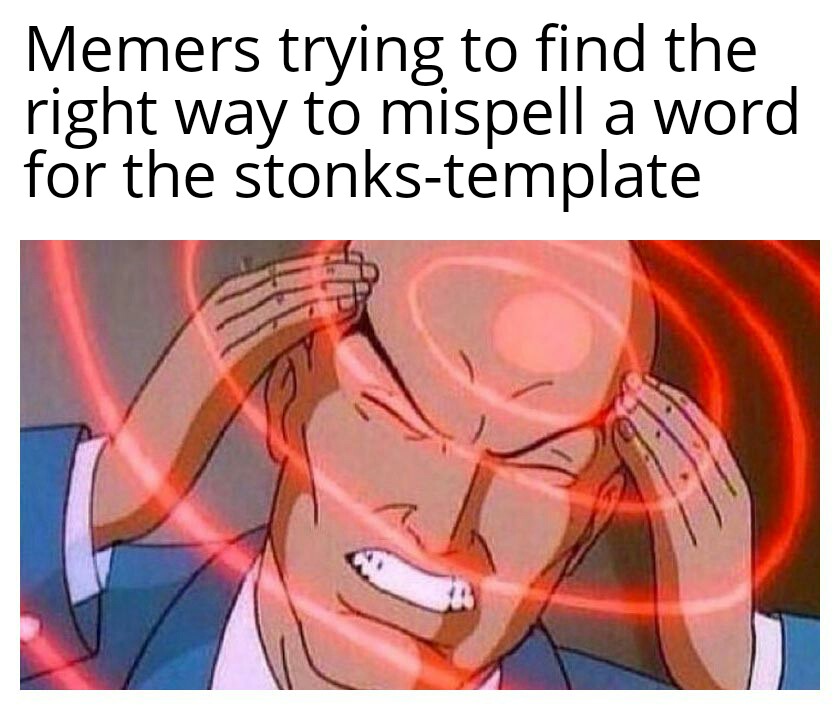 Memers trying to find the
right way to mispell a word
for the stonks-template